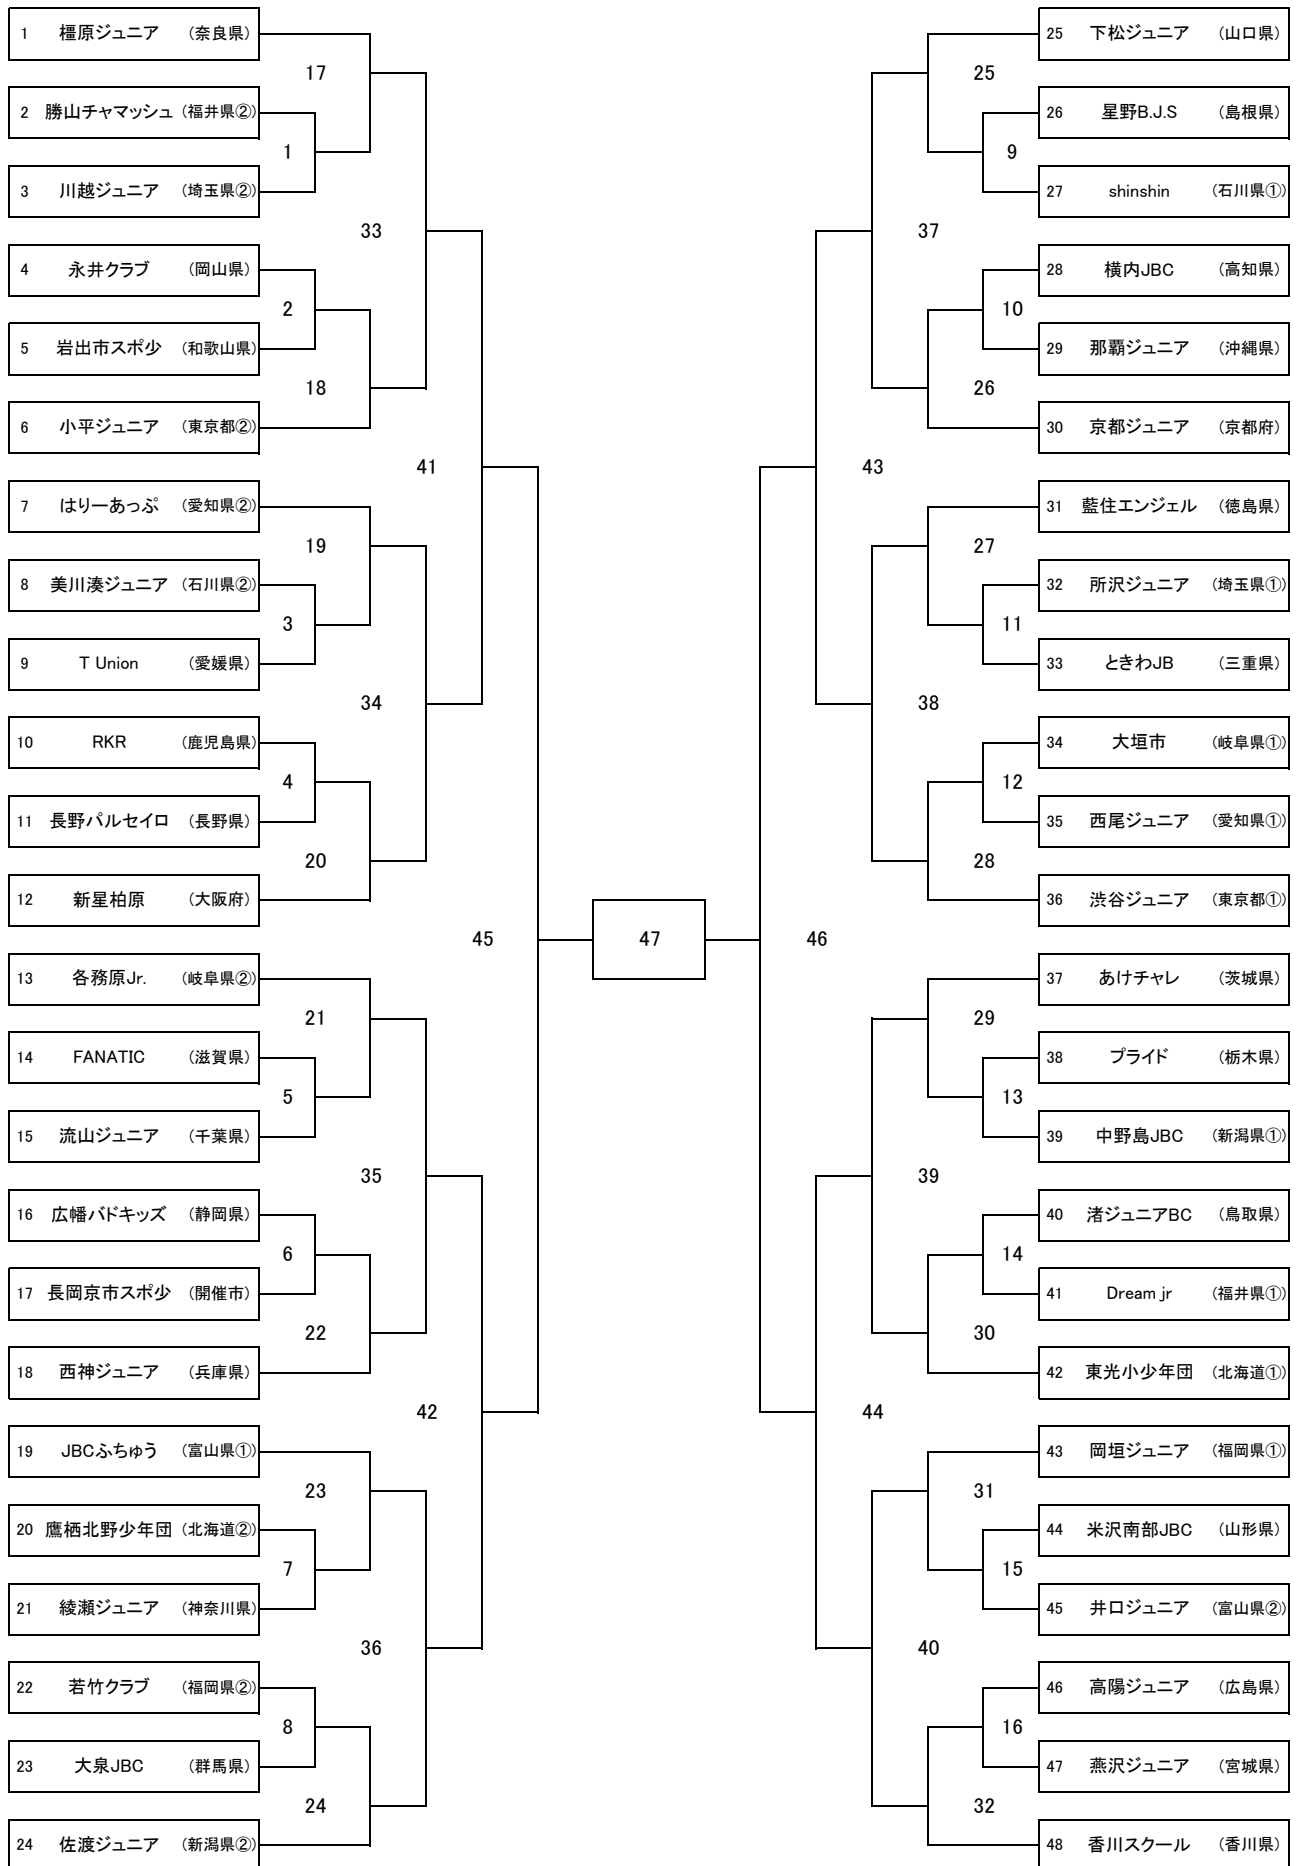 1 橿原ジュニア (奈良県)
17
2 勝山チャマッシュ (福井県②)
1
3 川越ジュニア (埼玉県②)
33
4 永井クラブ (岡山県)
2
5 岩出市スポ少 (和歌山県)
18
6 小平ジュニア (東京都②)
41
7 はりーあっぷ (愛知県②)
19
8 美川湊ジュニア (石川県②)
3
9 T Union (愛媛県)
34
10 RKR (鹿児島県)
4
11 長野パルセイロ (長野県)
20
12 新星柏原 (大阪府)
45
13 各務原Jr. (岐阜県②)
21
14 FANATIC (滋賀県)
5
15 流山ジュニア (千葉県)
35
16 広幡バドキッズ (静岡県)
6
17 長岡京市スポ少 (開催市)
22
18 西神ジュニア (兵庫県)
42
19 JBCふちゅう (富山県①)
23
20 鷹栖北野少年団 (北海道②)
7
21 綾瀬ジュニア (神奈川県)
36
22 若竹クラブ (福岡県②)
8
23 大泉JBC (群馬県)
24
24 佐渡ジュニア (新潟県②)
47
25 下松ジュニア (山口県)
25
26 星野B.J.S (島根県)
9
27 shinshin (石川県①)
37
28 横内JBC (高知県)
10
29 那覇ジュニア (沖縄県)
26
30 京都ジュニア (京都府)
43
31 藍住エンジェル (徳島県)
27
32 所沢ジュニア (埼玉県①)
11
33 ときわJB (三重県)
38
34 大垣市 (岐阜県①)
12
35 西尾ジュニア (愛知県①)
28
36 渋谷ジュニア (東京都①)
46
37 あけチャレ (茨城県)
29
38 プライド (栃木県)
13
39 中野島JBC (新潟県①)
39
40 渚ジュニアBC (鳥取県)
14
41 Dream jr (福井県①)
30
42 東光小少年団 (北海道①)
44
43 岡垣ジュニア (福岡県①)
31
44 米沢南部JBC (山形県)
15
45 井口ジュニア (富山県②)
40
46 高陽ジュニア (広島県)
16
47 燕沢ジュニア (宮城県)
32
48 香川スクール (香川県)